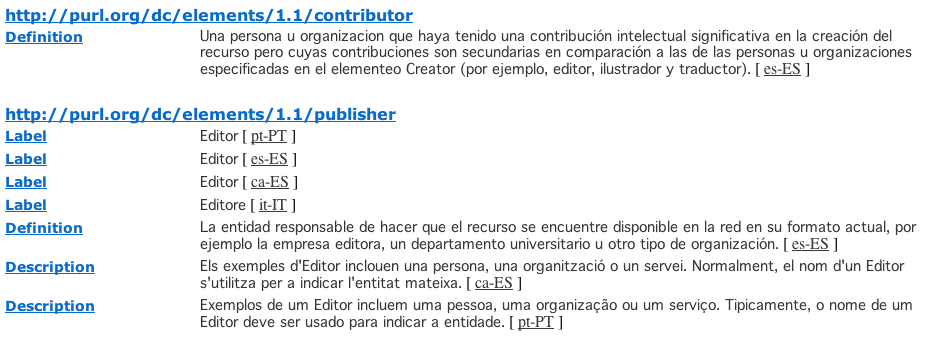 http://purl.org/dc/elements/1.1/contributor
Definition Una persona u organizacion que haya tenido una contribución intelectual significativa en la creación del
recurso pero cuyas contribuciones son secundarias en comparación a las de las personas u organizaciones
especificadas en el elementeo Creator (por ejemplo, editor, ilustrador y traductor). [ es-ES ]
http://purl.org/dc/elements/1.1/publisher
Label Editor [ pt-PT ]
Label Editor [ es-ES ]
Label Editor [ ca-ES ]
Label Editore [ it-IT ]
Definition La entidad responsable de hacer que el recurso se encuentre disponible en la red en su formato actual, por
ejemplo la empresa editora, un departamento universitario u otro tipo de organización. [ es-ES ]
Description Els exemples d'Editor inclouen una persona, una organització o un servei. Normalment, el nom d'un Editor
s'utilitza per a indicar l'entitat mateixa. [ ca-ES ]
Description Exemplos de um Editor incluem uma pessoa, uma organização ou um serviço. Tipicamente, o nome de um
Editor deve ser usado para indicar a entidade. [ pt-PT ]